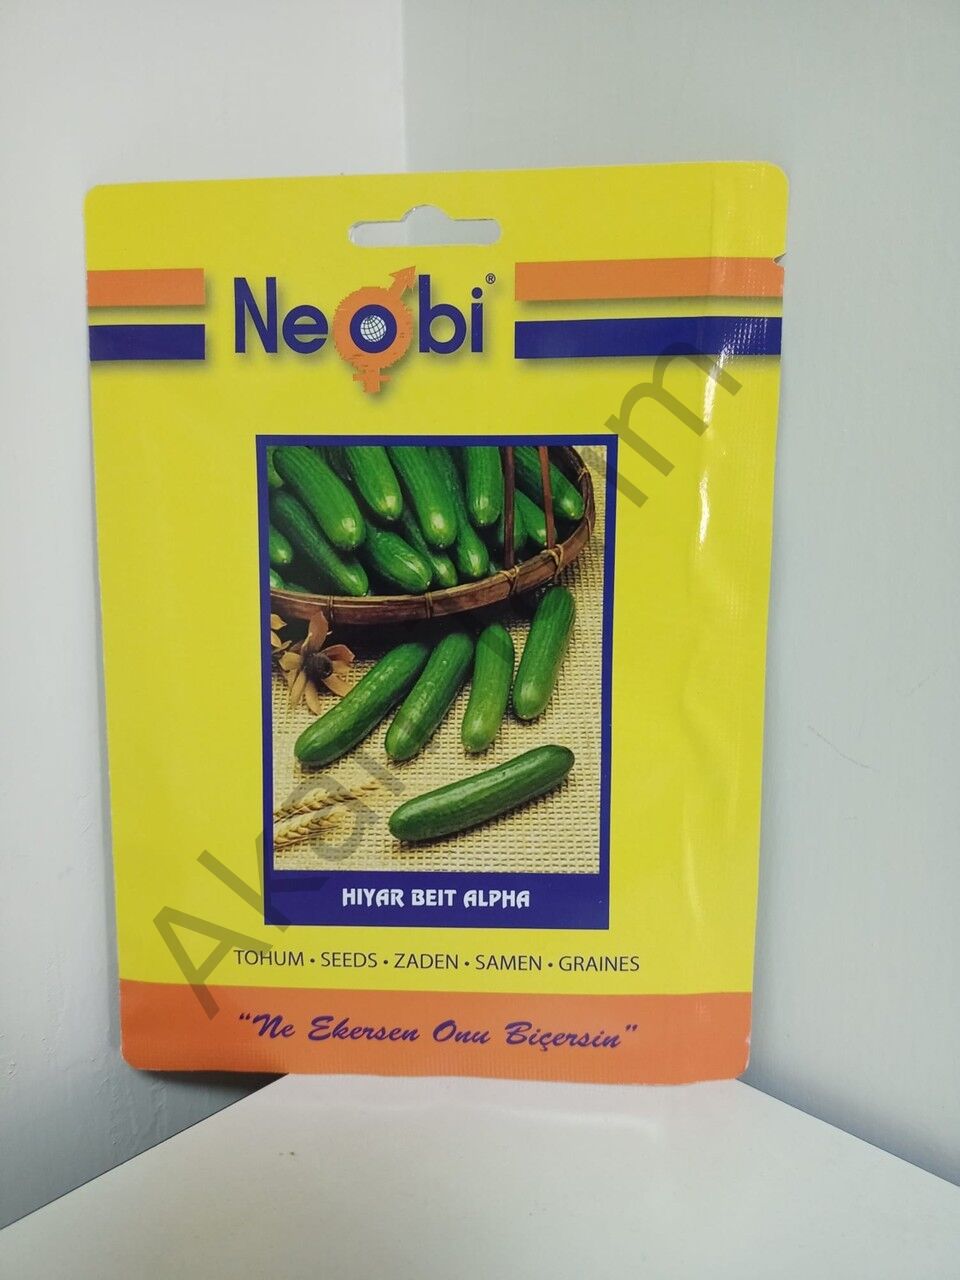 Neobi®
HIYAR BEIT ALPHA
TOHUM • SEEDS • ZADEN • SAMEN • GRAINES
"Ne Ekersen Onu Biçersin"